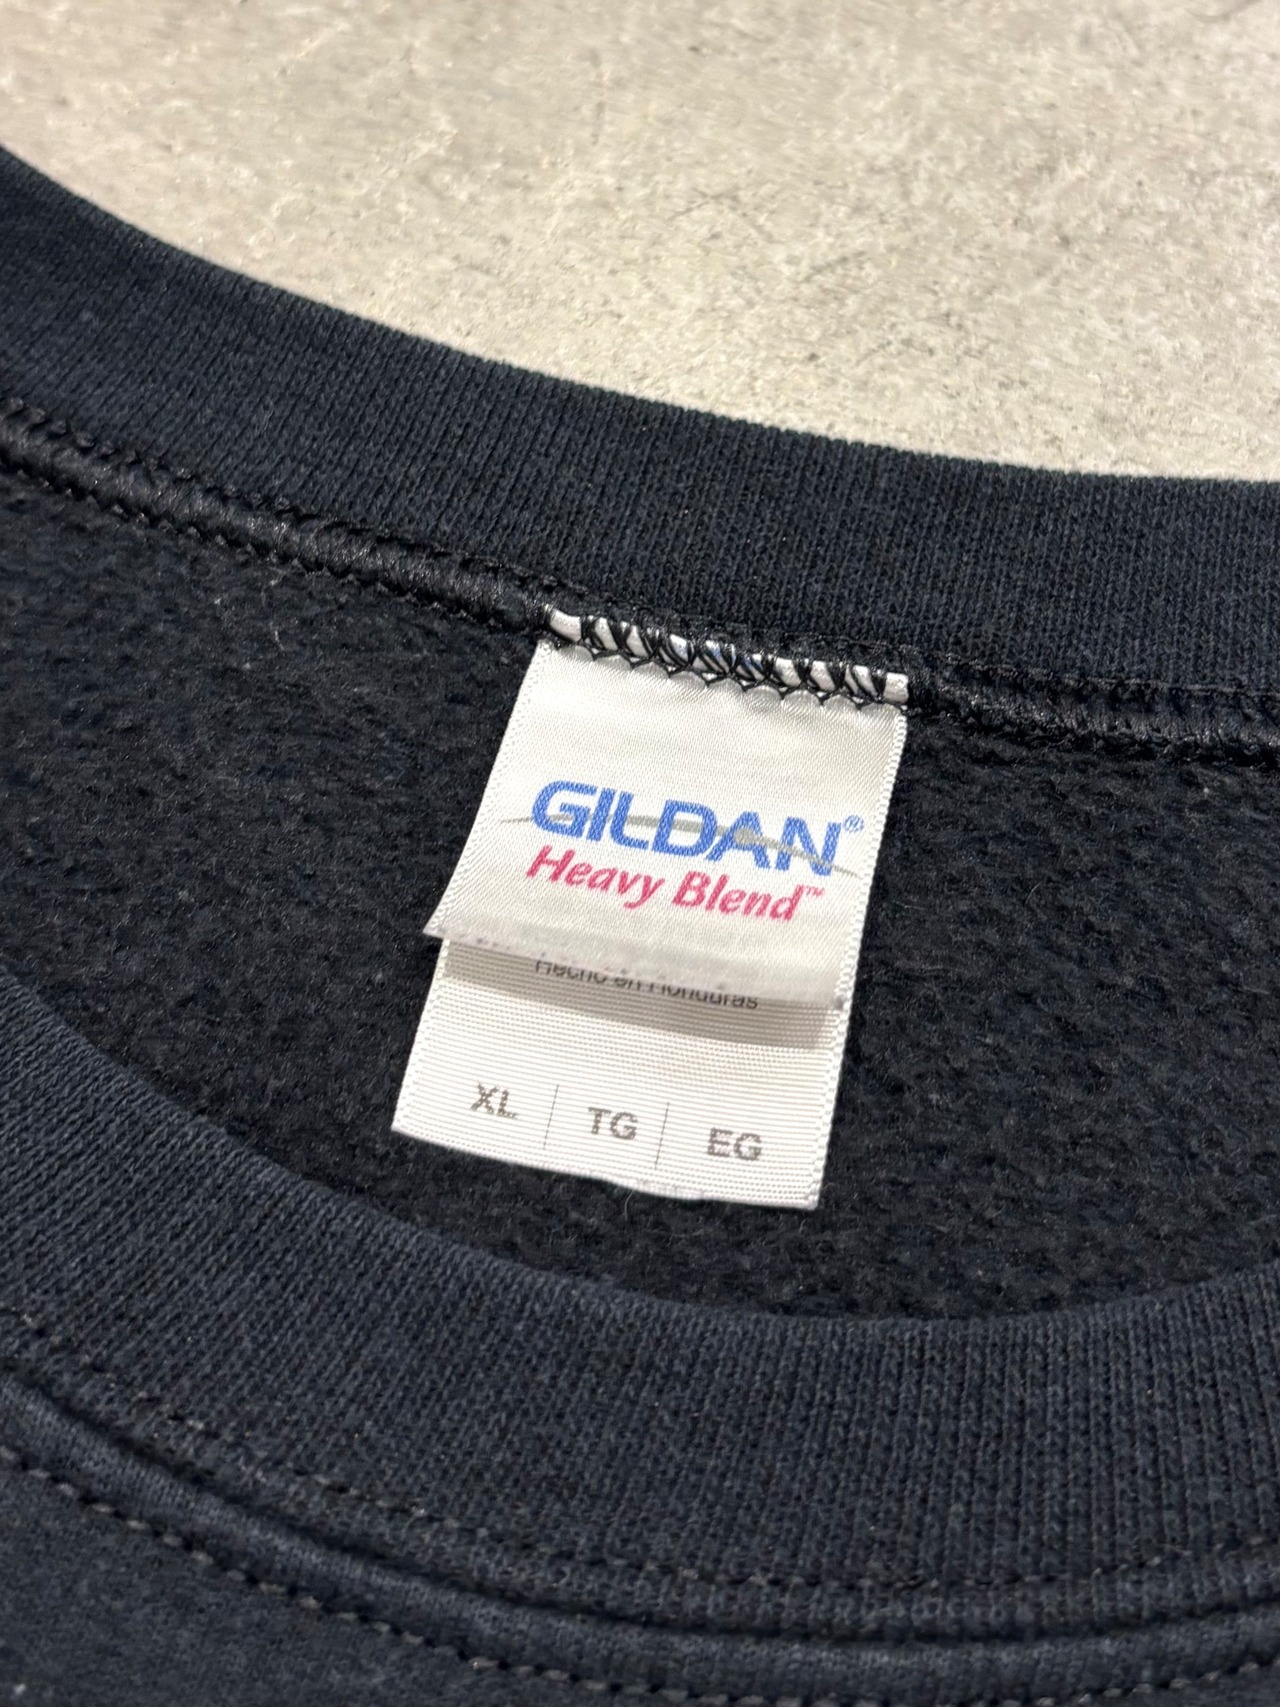 GILDAN®
Heavy Blend™
Hecho en Honduras
XL | TG | EG